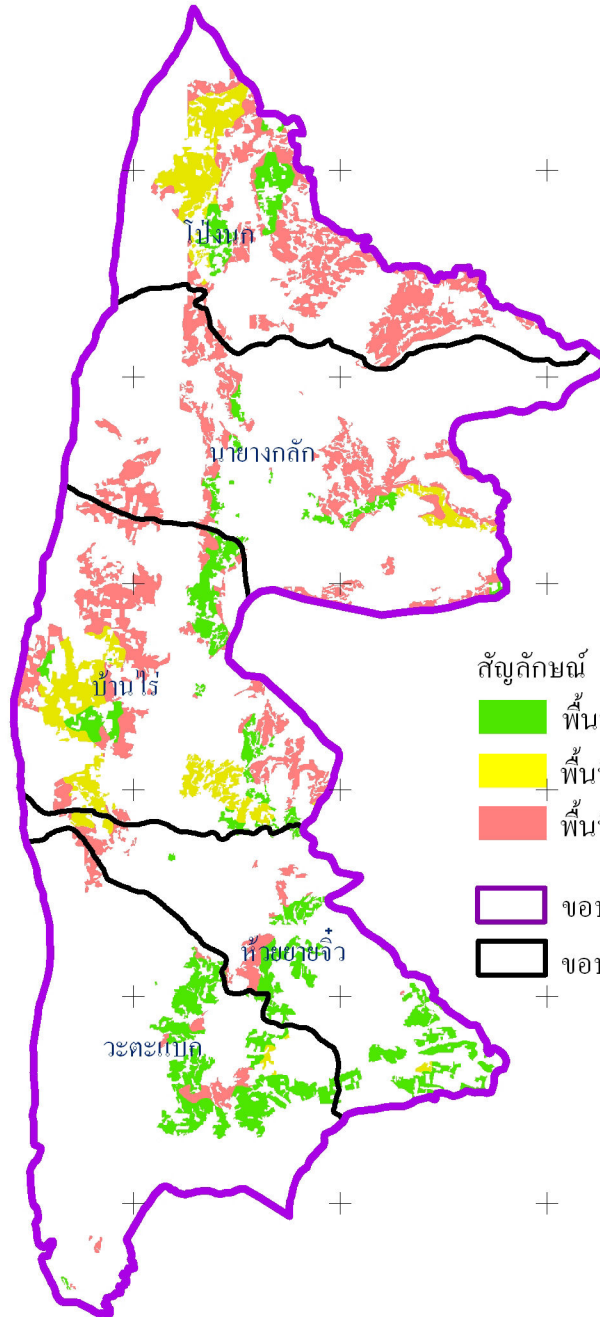 โป่งนก
นายางกลัก
สัญลักษณ์
บ้านไร่
พื้น
พื้น
พื้น
ขอบ
ห้วยยายจิ๋ว
ขอบ
วะตะแบก